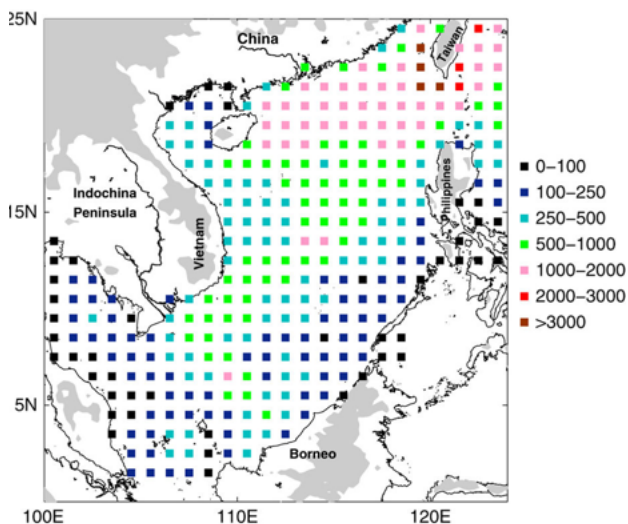 25N
China
Taiwan
Indochina
Peninsula
Philippines
15N
Vietnam
5N
Borneo
100E
110E
120E
0-100
100-250
250-500
500-1000
1000-2000
2000-3000
>3000